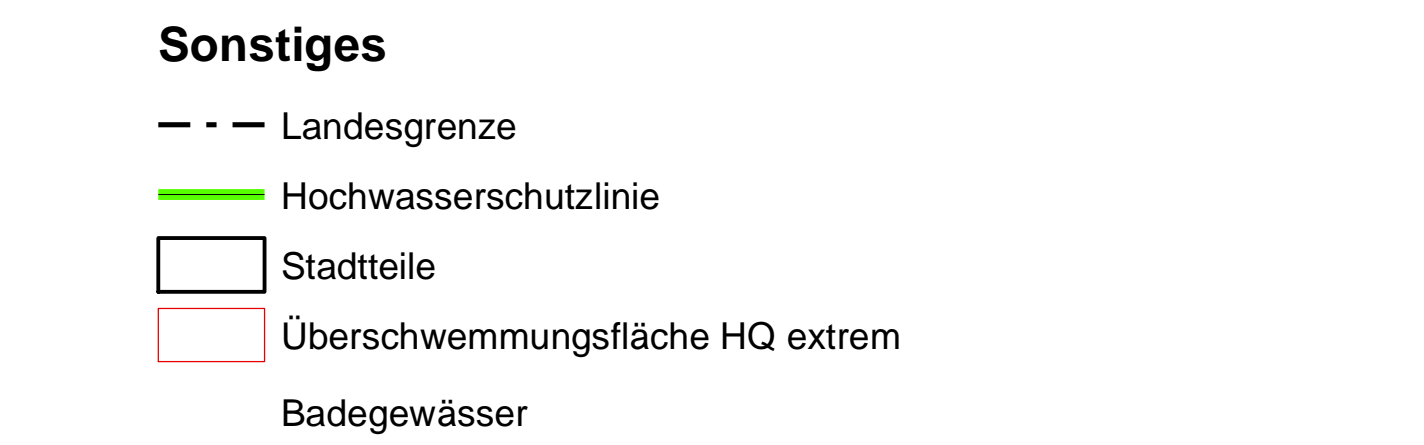 Sonstiges
Landesgrenze
Hochwasserschutzlinie
Stadtteile
Überschwemmungsfläche HQ extrem
Badegewässer